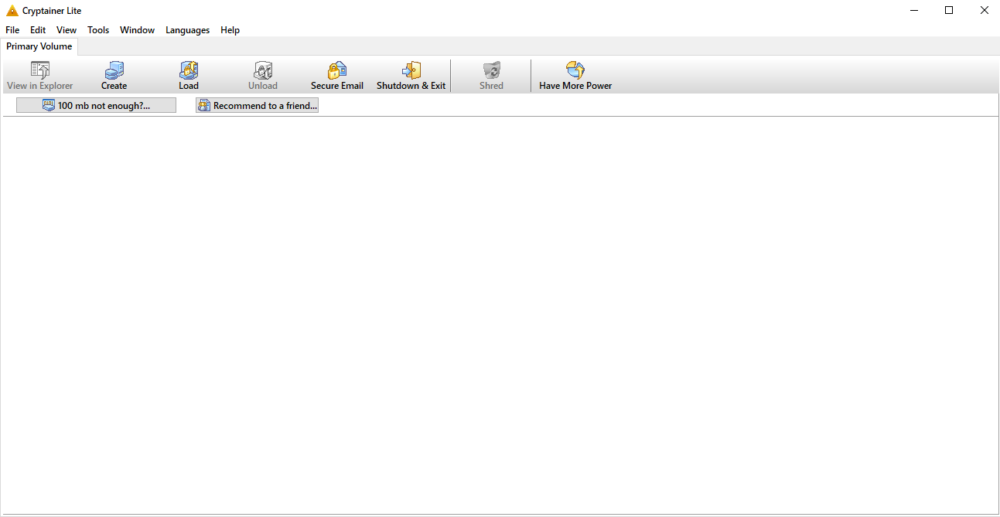 Cryptainer Lite
File Edit View Tools Window Languages Help
Primary Volume
View in Explorer Create Load Unload Secure Email Shutdown & Exit Shred Have More Power
100 mb not enough?... Recommend to a friend...